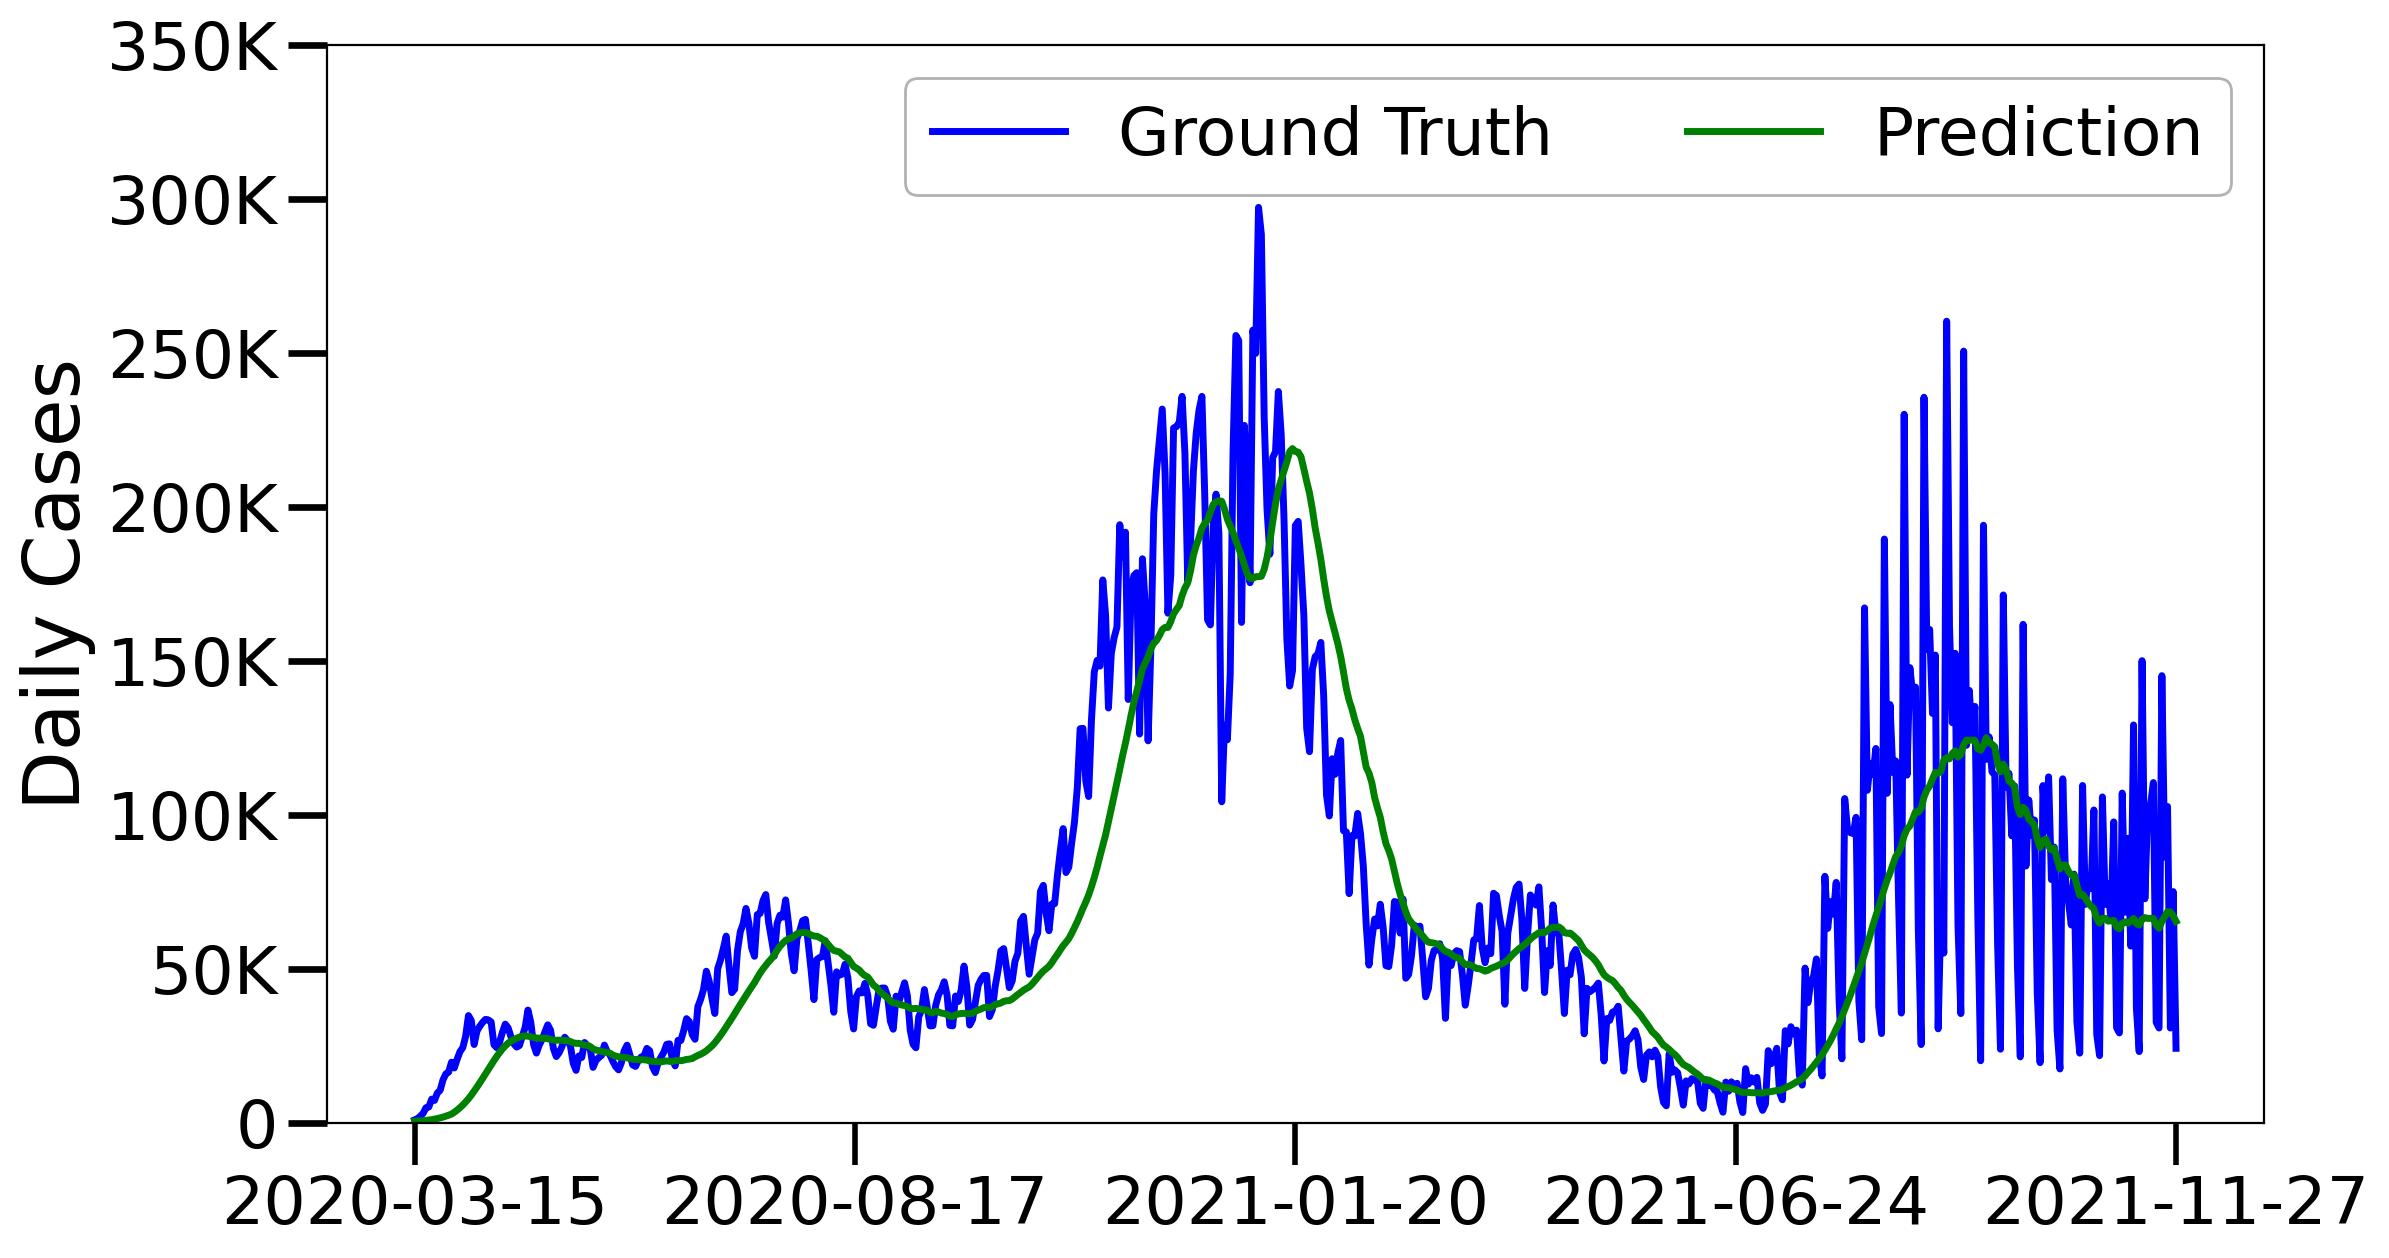 350K
300K
250K
200K
150K
100K
50K
0
Daily Cases
Ground Truth
Prediction
2020-03-15
2020-08-17
2021-01-20
2021-06-24
2021-11-27